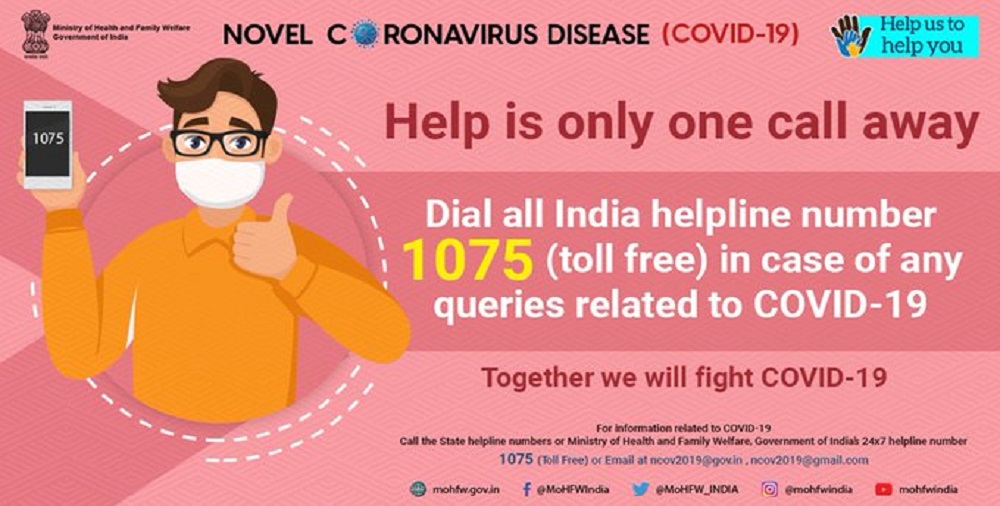 Ministry of Health and Family Welfare
Government of India
NOVEL CORONAVIRUS DISEASE (COVID-19)
Help us to
help you
1075
Help is only one call away
Dial all India helpline number
1075 (toll free) in case of any
queries related to COVID-19
Together we will fight COVID-19
For information related to COVID-19
Call the State helpline numbers or Ministry of Health and Family Welfare, Government of India's 24x7 helpline number
1075 (Toll Free) or Email at ncov2019@gov.in , ncov2019@gmail.com
mohfw.gov.in @MoHFWIndia @MoHFW_INDIA @mohfwindia mohfwindia